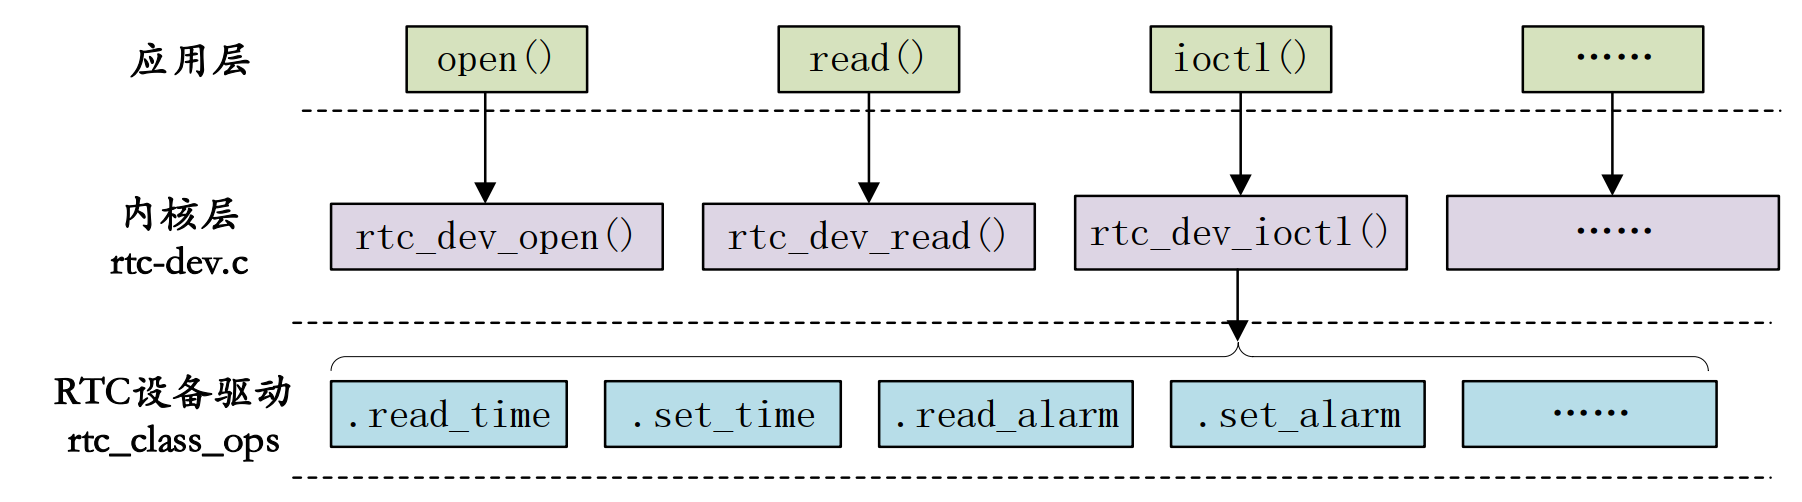 应用层
open()
read()
ioctl()
……
内核层
rtc-dev.c
rtc_dev_open()
rtc_dev_read()
rtc_dev_ioctl()
……
RTC设备驱动
rtc_class_ops
.read_time
.set_time
.read_alarm
.set_alarm
……